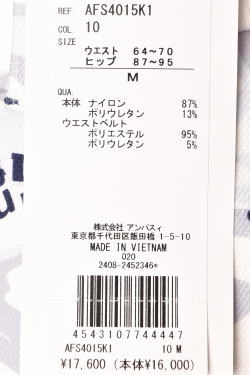 REF. AFS4015K1
COL. 10
SIZE
ウエスト 64~70
ヒップ 87~95
M
QUA.
本体 ナイロン 87%
ポリウレタン 13%
ウエストベルト
ポリエステル 95%
ポリウレタン 5%
株式会社 アンパスィ
東京都千代田区飯田橋 1-5-10
MADE IN VIETNAM
020
2408-2452346*
4543107744447
AFS4015K1 10 M
¥17,600 (本体¥16,000)